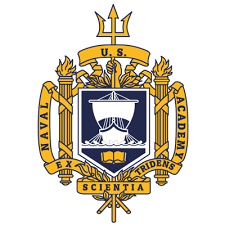 U. S.
NAVAL
ACADEMY
EX
SCIENTIA
TRIDENS